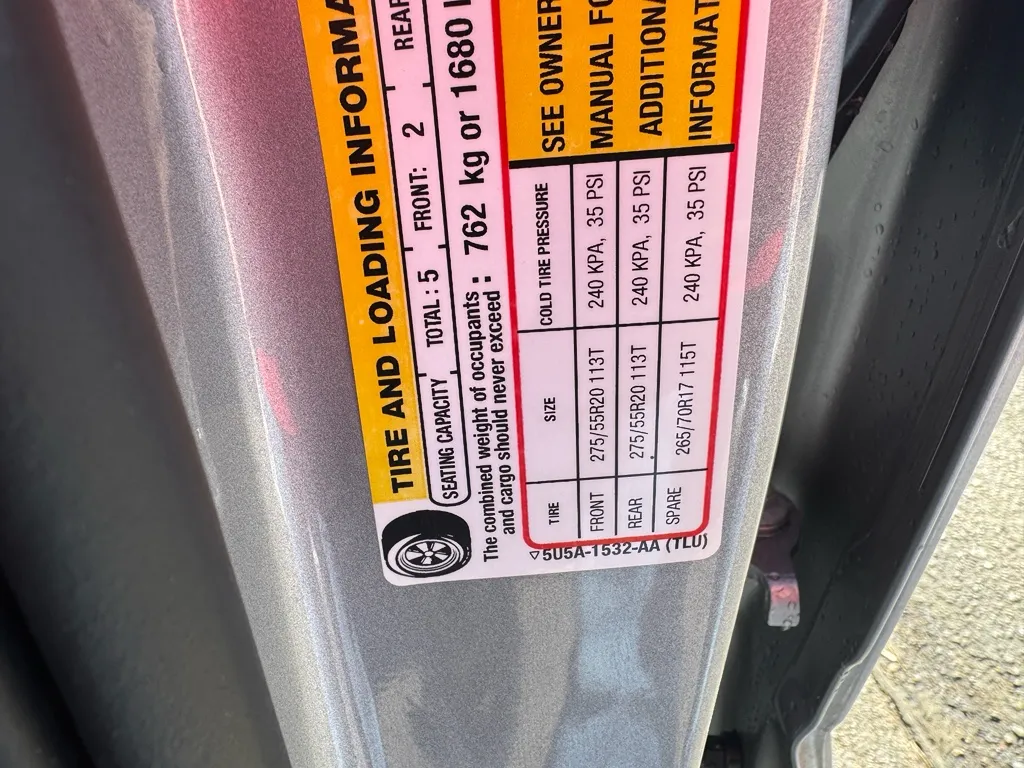 TIRE AND LOADING INFORMA
SEATING CAPACITY TOTAL : 5 FRONT: 2 REAR
The combined weight of occupants
and cargo should never exceed : 762 kg or 1680 l
TIRE SIZE COLD TIRE PRESSURE
FRONT 275/55R20 113T 240 KPA, 35 PSI
REAR 275/55R20 113T 240 KPA, 35 PSI
SPARE 265/70R17 115T 240 KPA, 35 PSI
SEE OWNER
MANUAL FO
ADDITIONA
INFORMAT
5U5A-1532-AA (TLU)